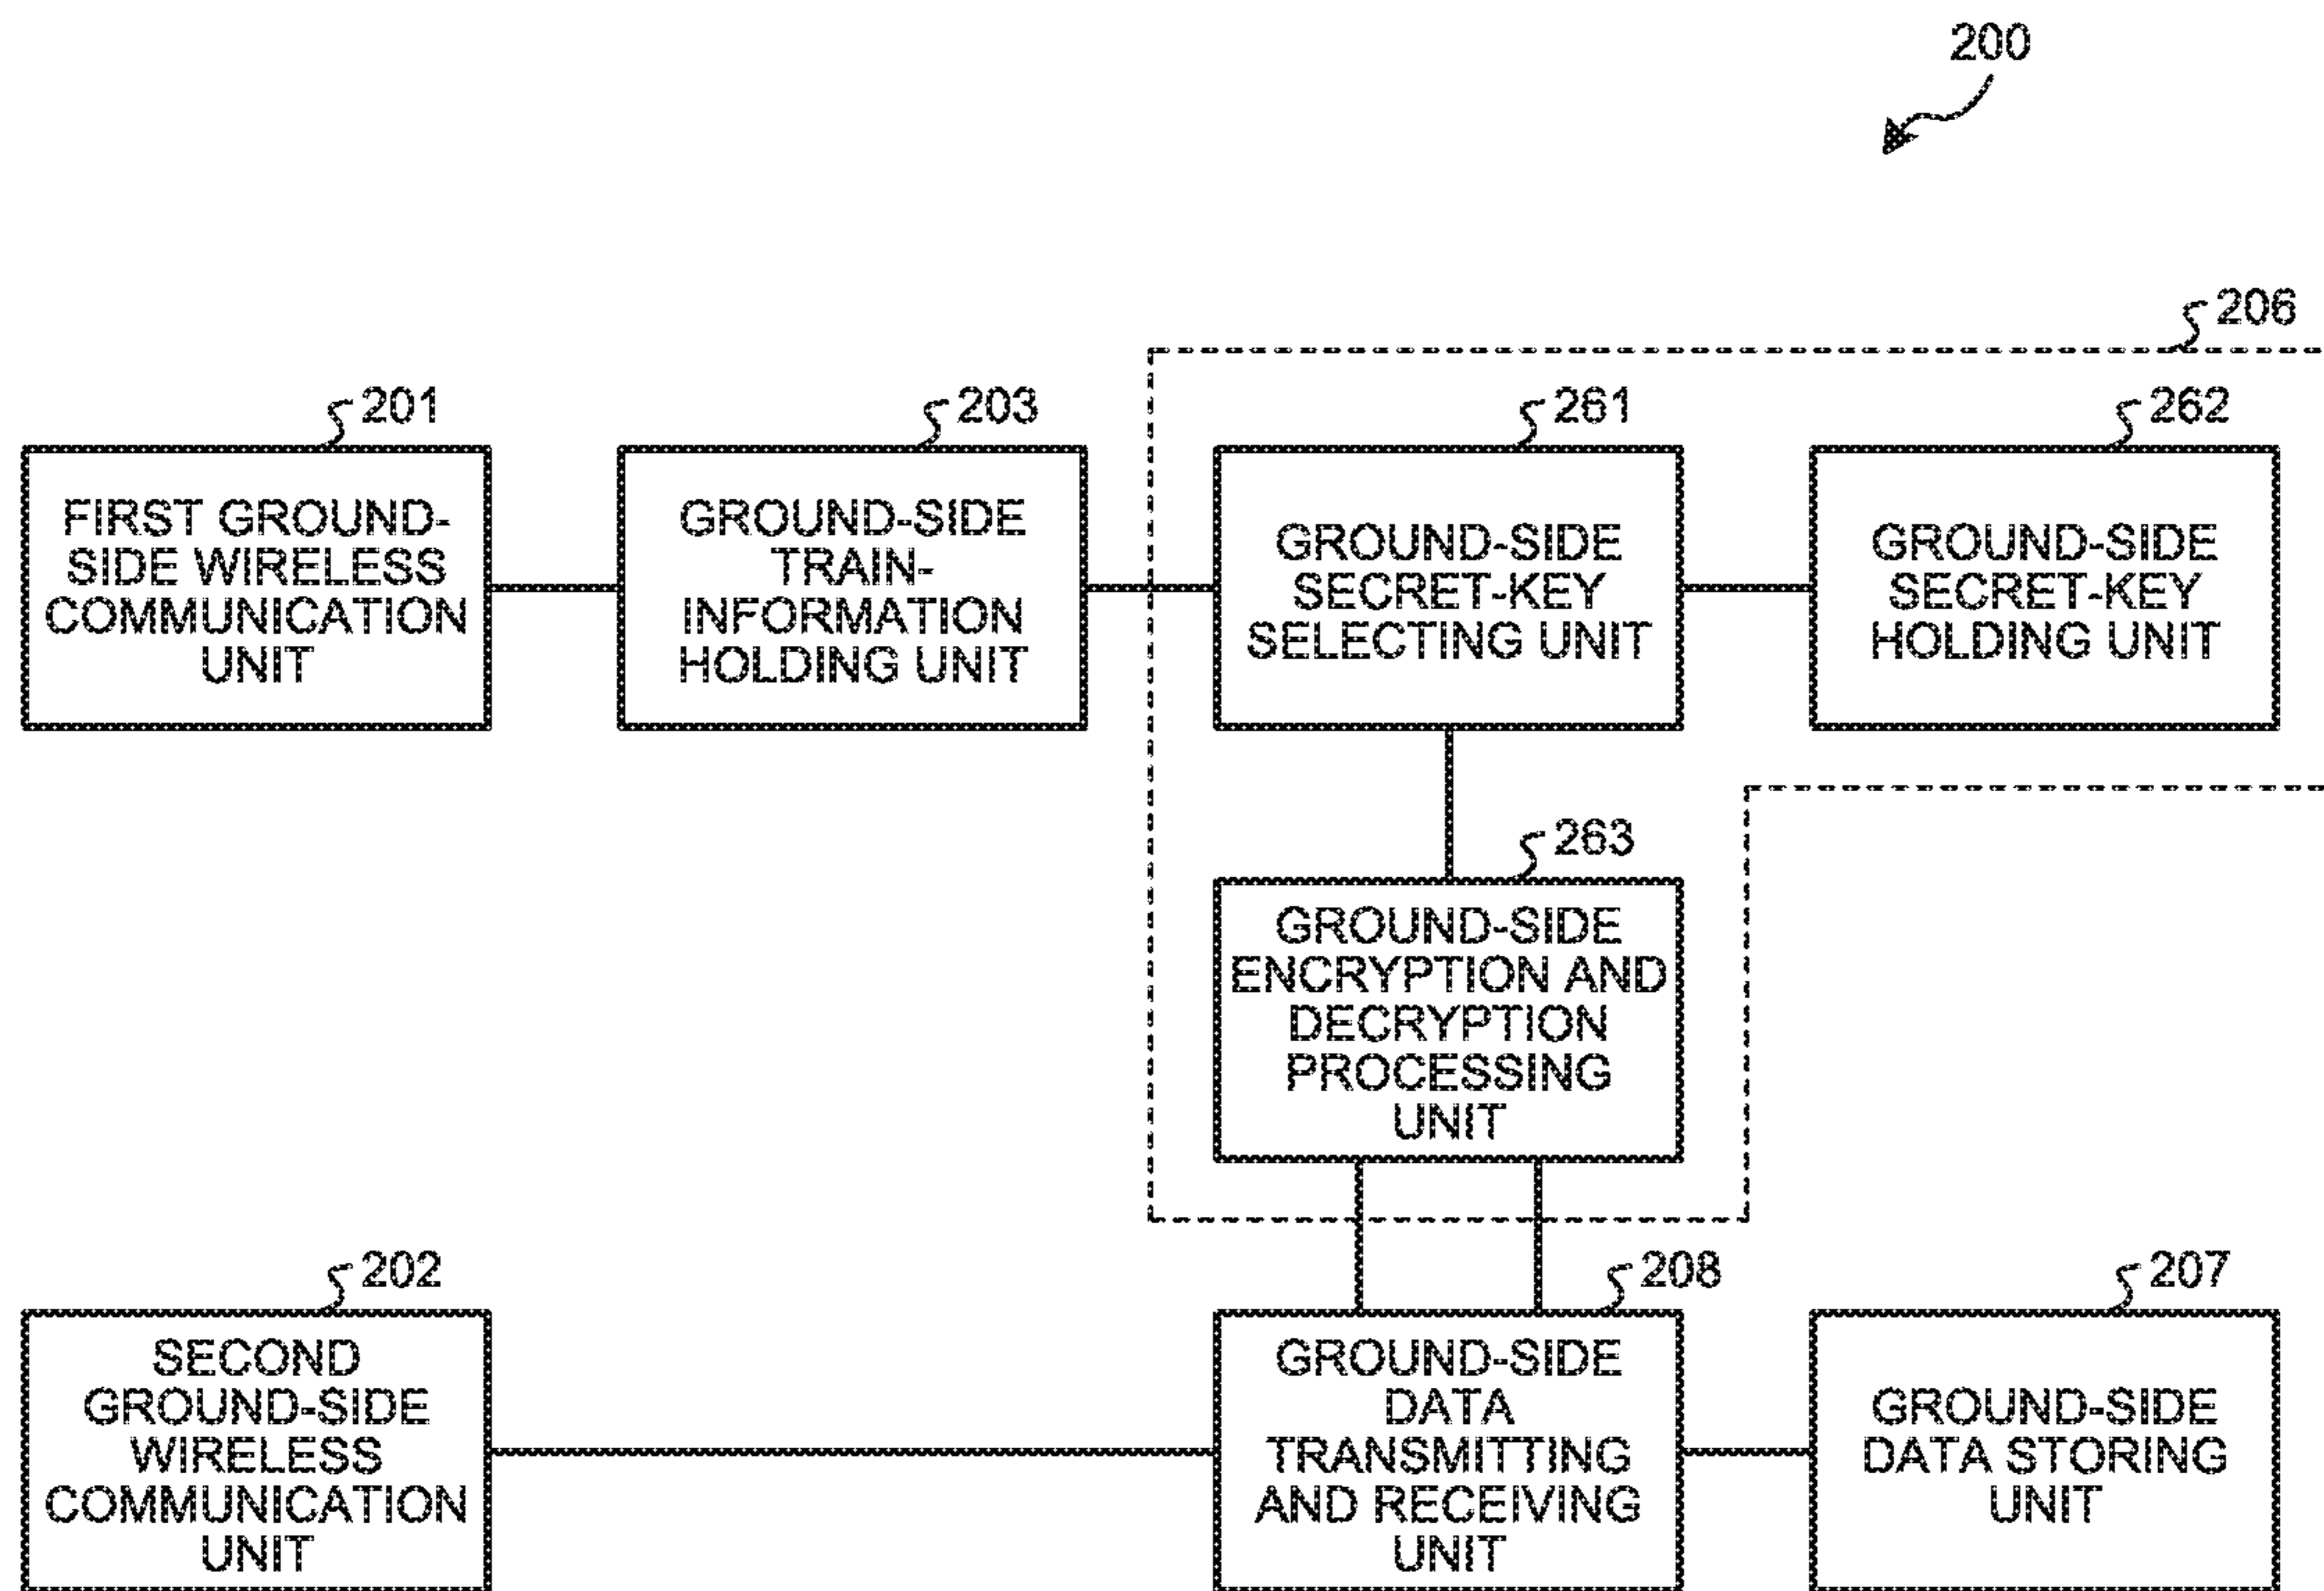 200
206
201
203
261
262
FIRST GROUND-
SIDE WIRELESS
COMMUNICATION
UNIT
GROUND-SIDE
TRAIN-
INFORMATION
HOLDING UNIT
GROUND-SIDE
SECRET-KEY
SELECTING UNIT
GROUND-SIDE
SECRET-KEY
HOLDING UNIT
263
GROUND-SIDE
ENCRYPTION AND
DECRYPTION
PROCESSING
UNIT
202
208
207
SECOND
GROUND-SIDE
WIRELESS
COMMUNICATION
UNIT
GROUND-SIDE
DATA
TRANSMITTING
AND RECEIVING
UNIT
GROUND-SIDE
DATA STORING
UNIT